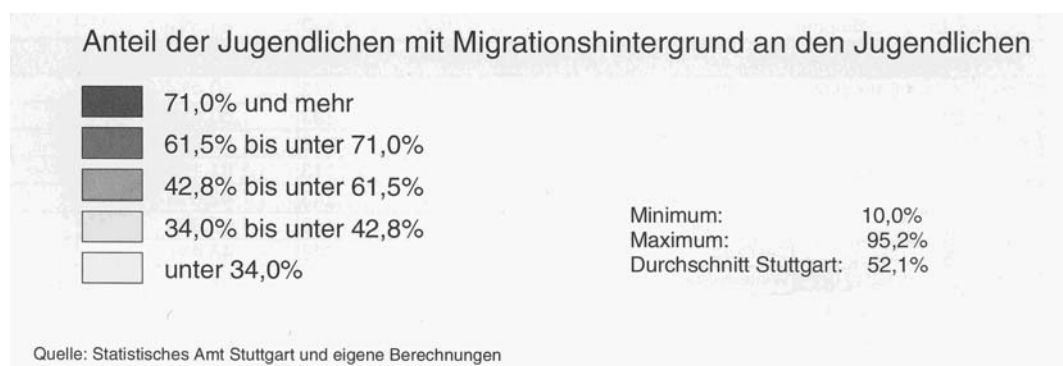 Anteil der Jugendlichen mit Migrationshintergrund an den Jugendlichen
71,0% und mehr
61,5% bis unter 71,0%
42,8% bis unter 61,5%
34,0% bis unter 42,8%
unter 34,0%
Minimum: 10,0%
Maximum: 95,2%
Durchschnitt Stuttgart: 52,1%
Quelle: Statistisches Amt Stuttgart und eigene Berechnungen